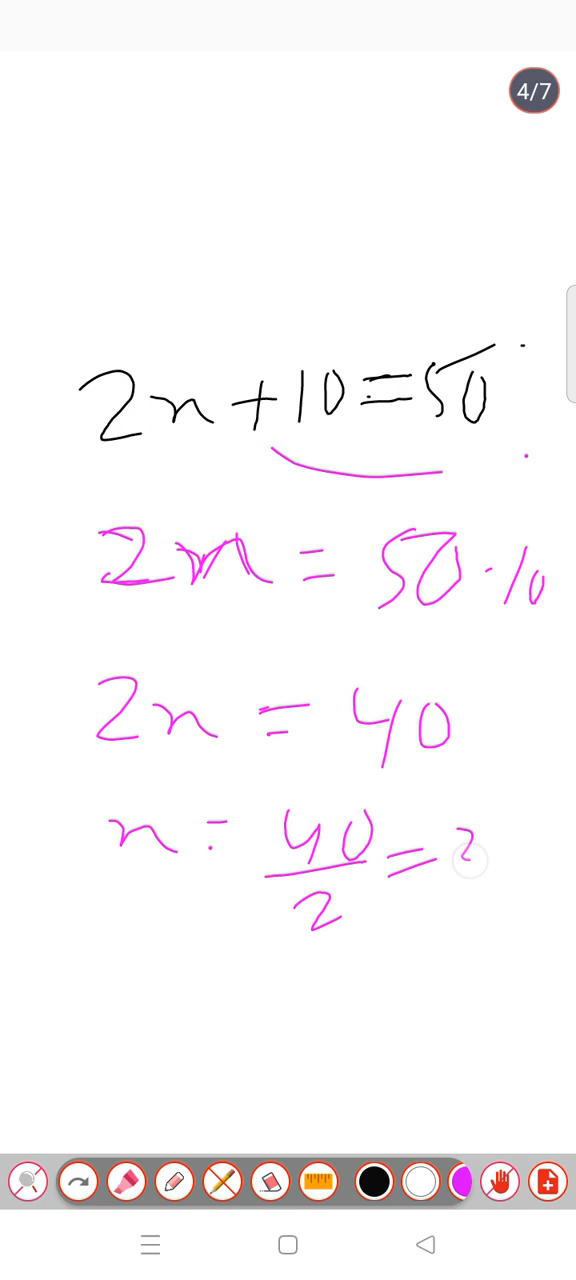 4/7
2n+10=50
2n = 50-10
2n = 40
n = 40/2 = 2